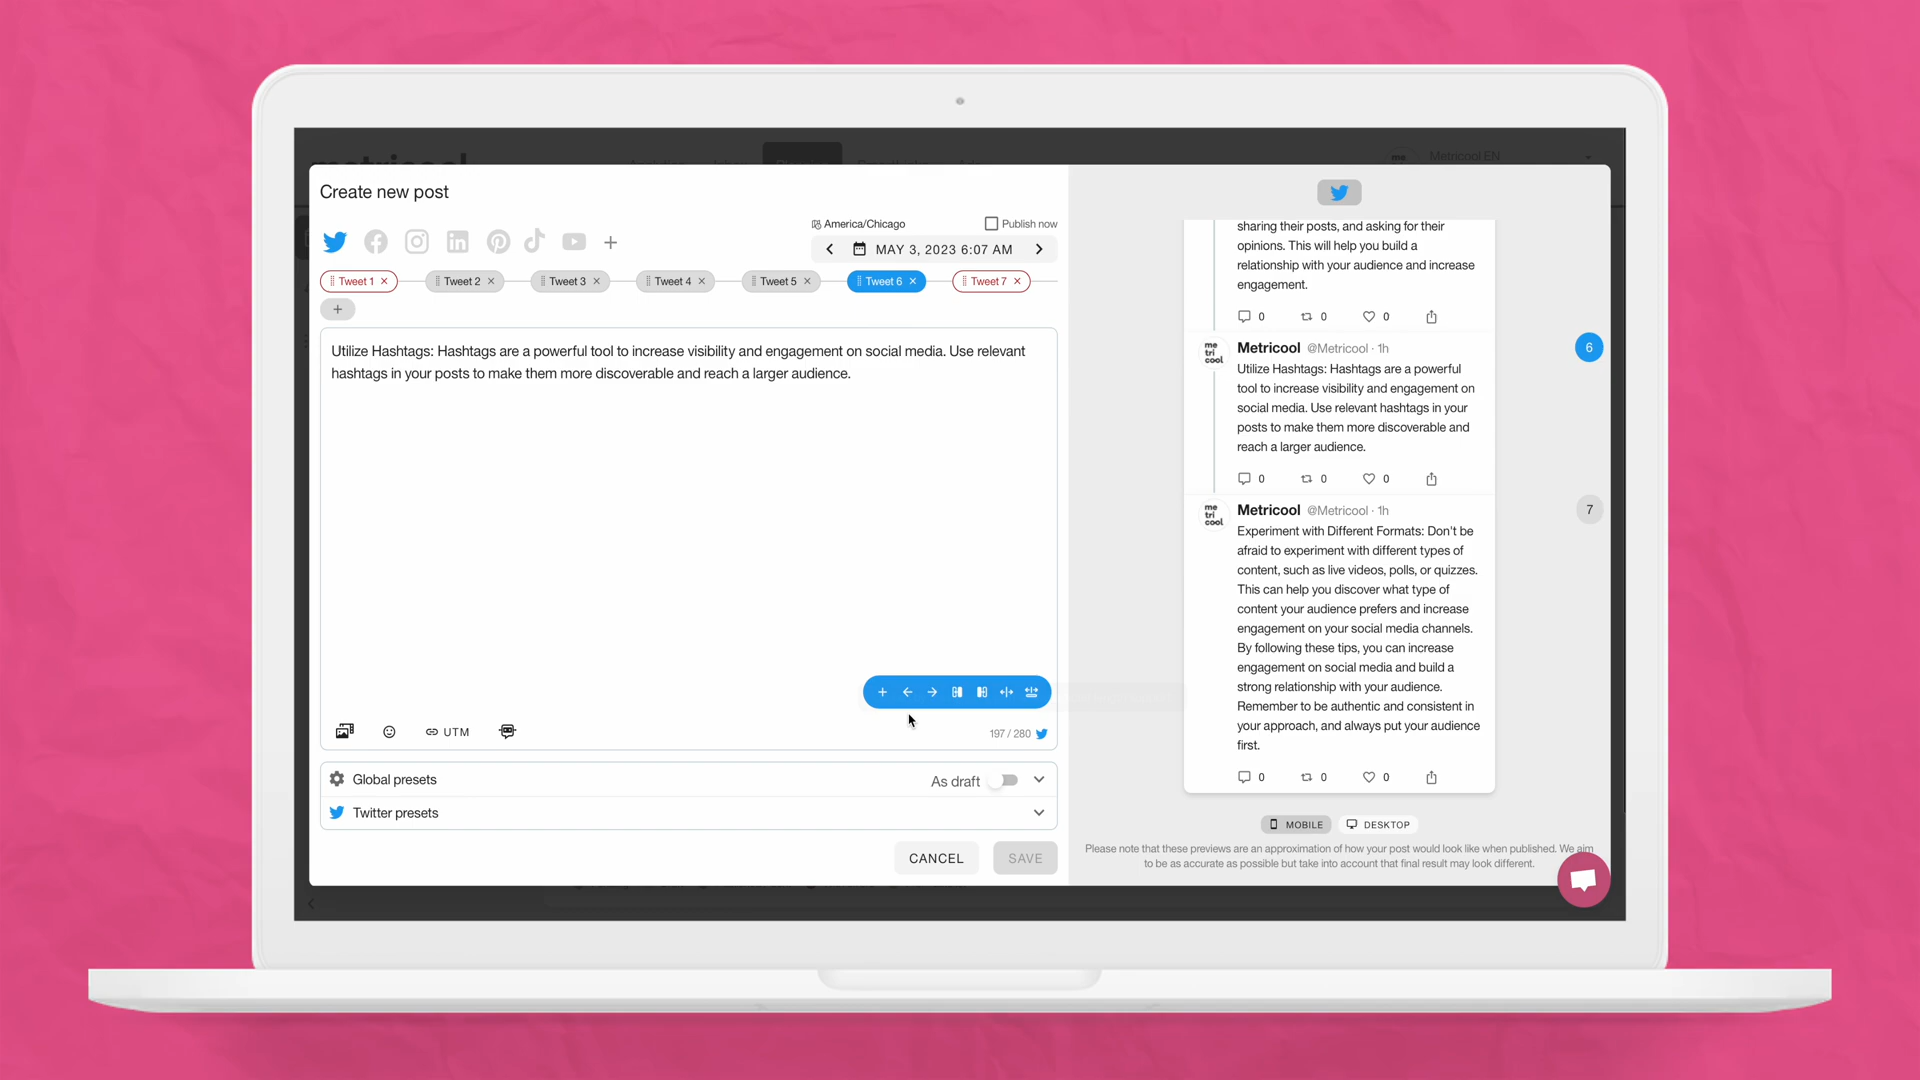 metricool
Metricool EN
Create new post
America/Chicago
Publish now
MAY 3, 2023 6:07 AM
Tweet 1
Tweet 2
Tweet 3
Tweet 4
Tweet 5
Tweet 6
Tweet 7
Utilize Hashtags: Hashtags are a powerful tool to increase visibility and engagement on social media. Use relevant
hashtags in your posts to make them more discoverable and reach a larger audience.
UTM
197 / 280
Global presets
As draft
Twitter presets
CANCEL
SAVE
sharing their posts, and asking for their
opinions. This will help you build a
relationship with your audience and increase
engagement.
0 0 0
me
tri
cool
Metricool @Metricool · 1h
6
Utilize Hashtags: Hashtags are a powerful
tool to increase visibility and engagement on
social media. Use relevant hashtags in your
posts to make them more discoverable and
reach a larger audience.
0 0 0
me
tri
cool
Metricool @Metricool · 1h
7
Experiment with Different Formats: Don't be
afraid to experiment with different types of
content, such as live videos, polls, or quizzes.
This can help you discover what type of
content your audience prefers and increase
engagement on your social media channels.
By following these tips, you can increase
engagement on social media and build a
strong relationship with your audience.
Remember to be authentic and consistent in
your approach, and always put your audience
first.
0 0 0
MOBILE
DESKTOP
Please note that these previews are an approximation of how your post would look like when published. We aim
to be as accurate as possible but take into account that final result may look different.